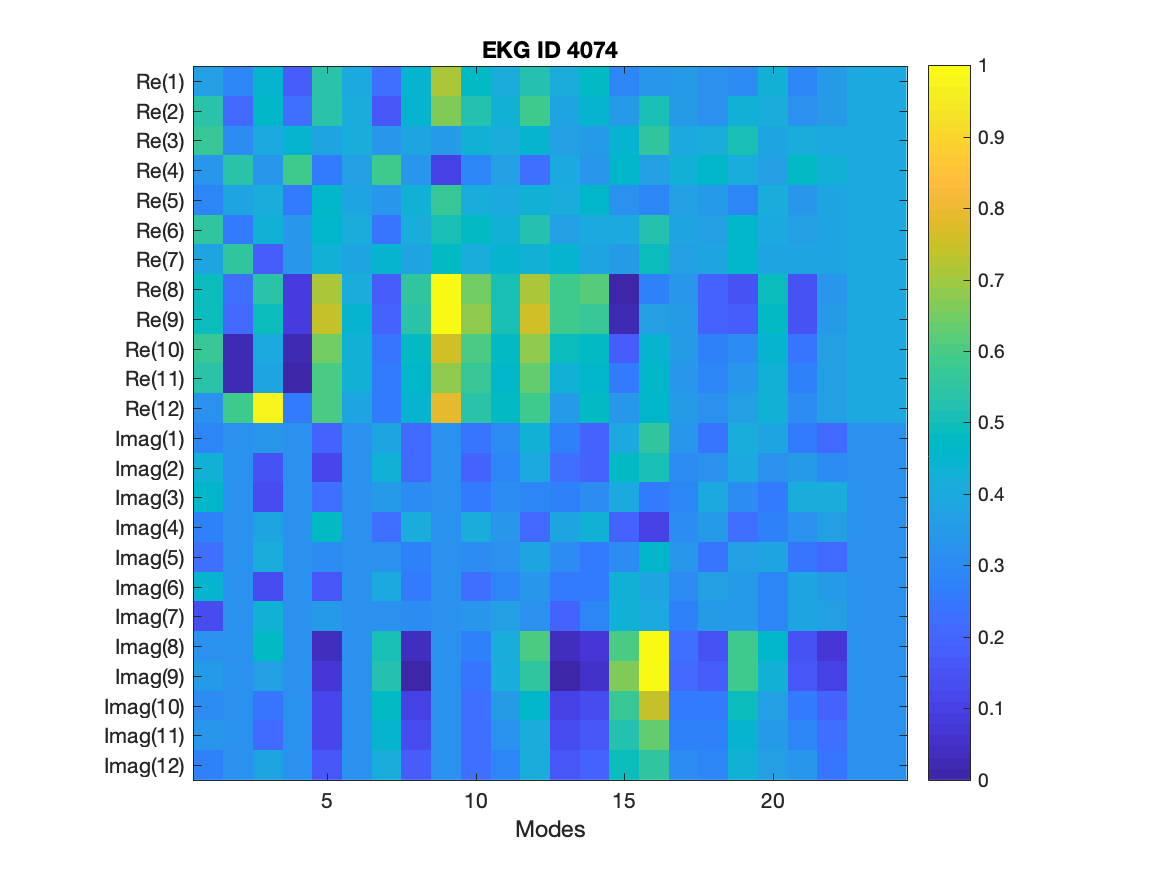 EKG ID 4074
Re(1)
Re(2)
Re(3)
Re(4)
Re(5)
Re(6)
Re(7)
Re(8)
Re(9)
Re(10)
Re(11)
Re(12)
Imag(1)
Imag(2)
Imag(3)
Imag(4)
Imag(5)
Imag(6)
Imag(7)
Imag(8)
Imag(9)
Imag(10)
Imag(11)
Imag(12)
5 10 15 20
Modes
1
0.9
0.8
0.7
0.6
0.5
0.4
0.3
0.2
0.1
0